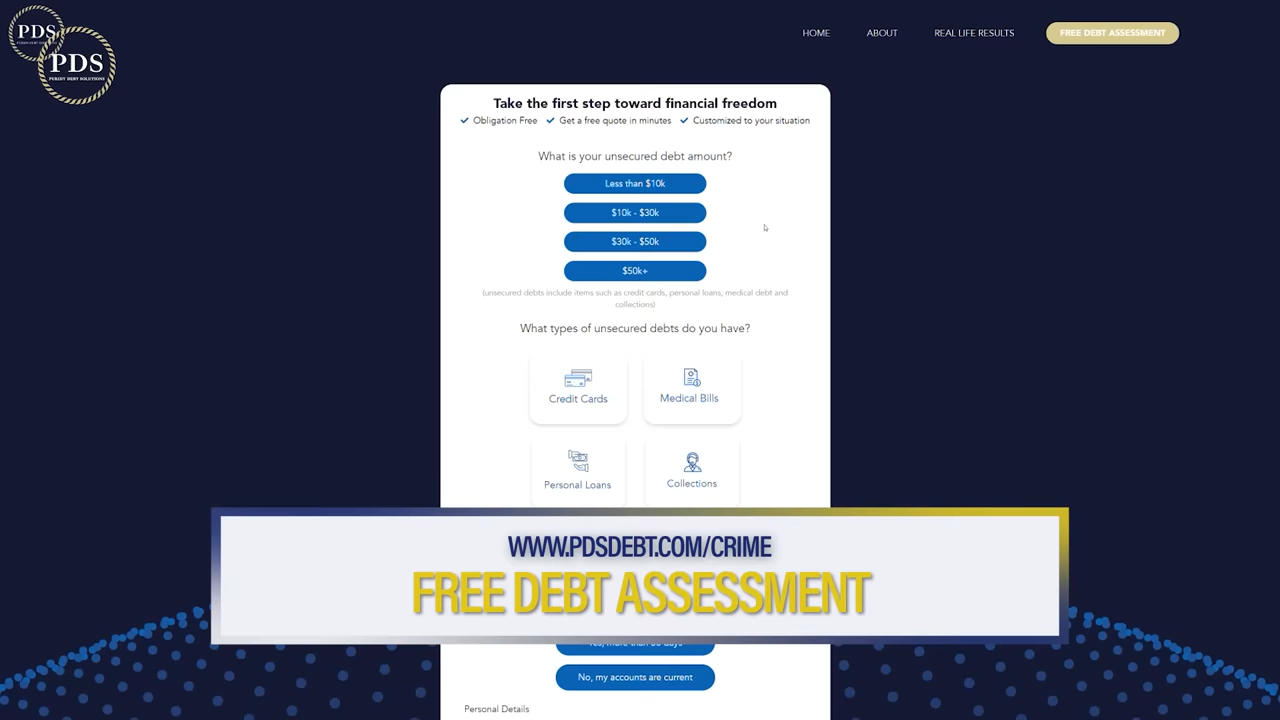 PDS
PDS
PURITY DEBT SOLUTIONS
HOME
ABOUT
REAL LIFE RESULTS
FREE DEBT ASSESSMENT
Take the first step toward financial freedom
Obligation Free
Get a free quote in minutes
Customized to your situation
What is your unsecured debt amount?
Less than $10k
$10k - $30k
$30k - $50k
$50k+
(unsecured debts include items such as credit cards, personal loans, medical debt and
collections)
What types of unsecured debts do you have?
Credit Cards
Medical Bills
Personal Loans
Collections
WWW.PDSDEBT.COM/CRIME
FREE DEBT ASSESSMENT
No, my accounts are current
Personal Details